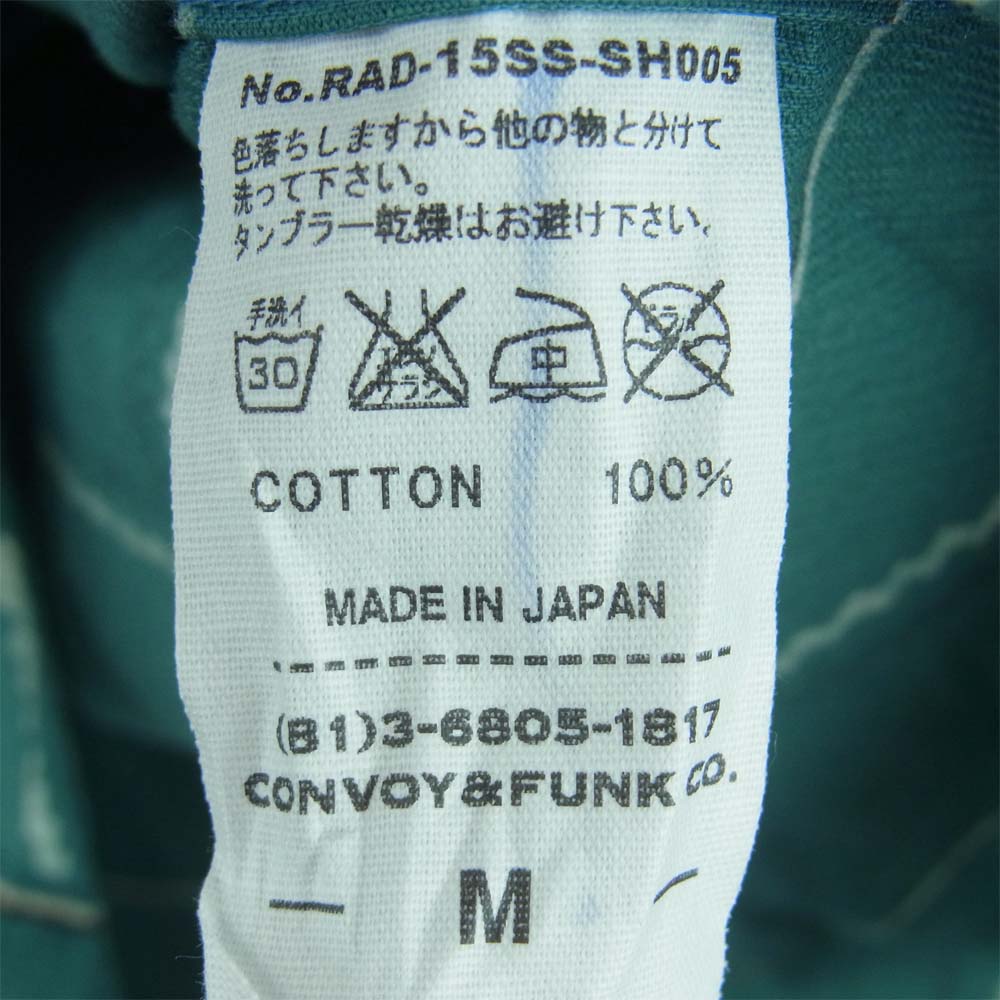 No.RAD-15SS-SH005
色落ちしますから他の物と分けて
洗って下さい。
タンブラー乾燥はお避け下さい。
手洗イ
30
中
COTTON 100%
MADE IN JAPAN
(81)3-6805-1817
CONVOY&FUNK CO.
M